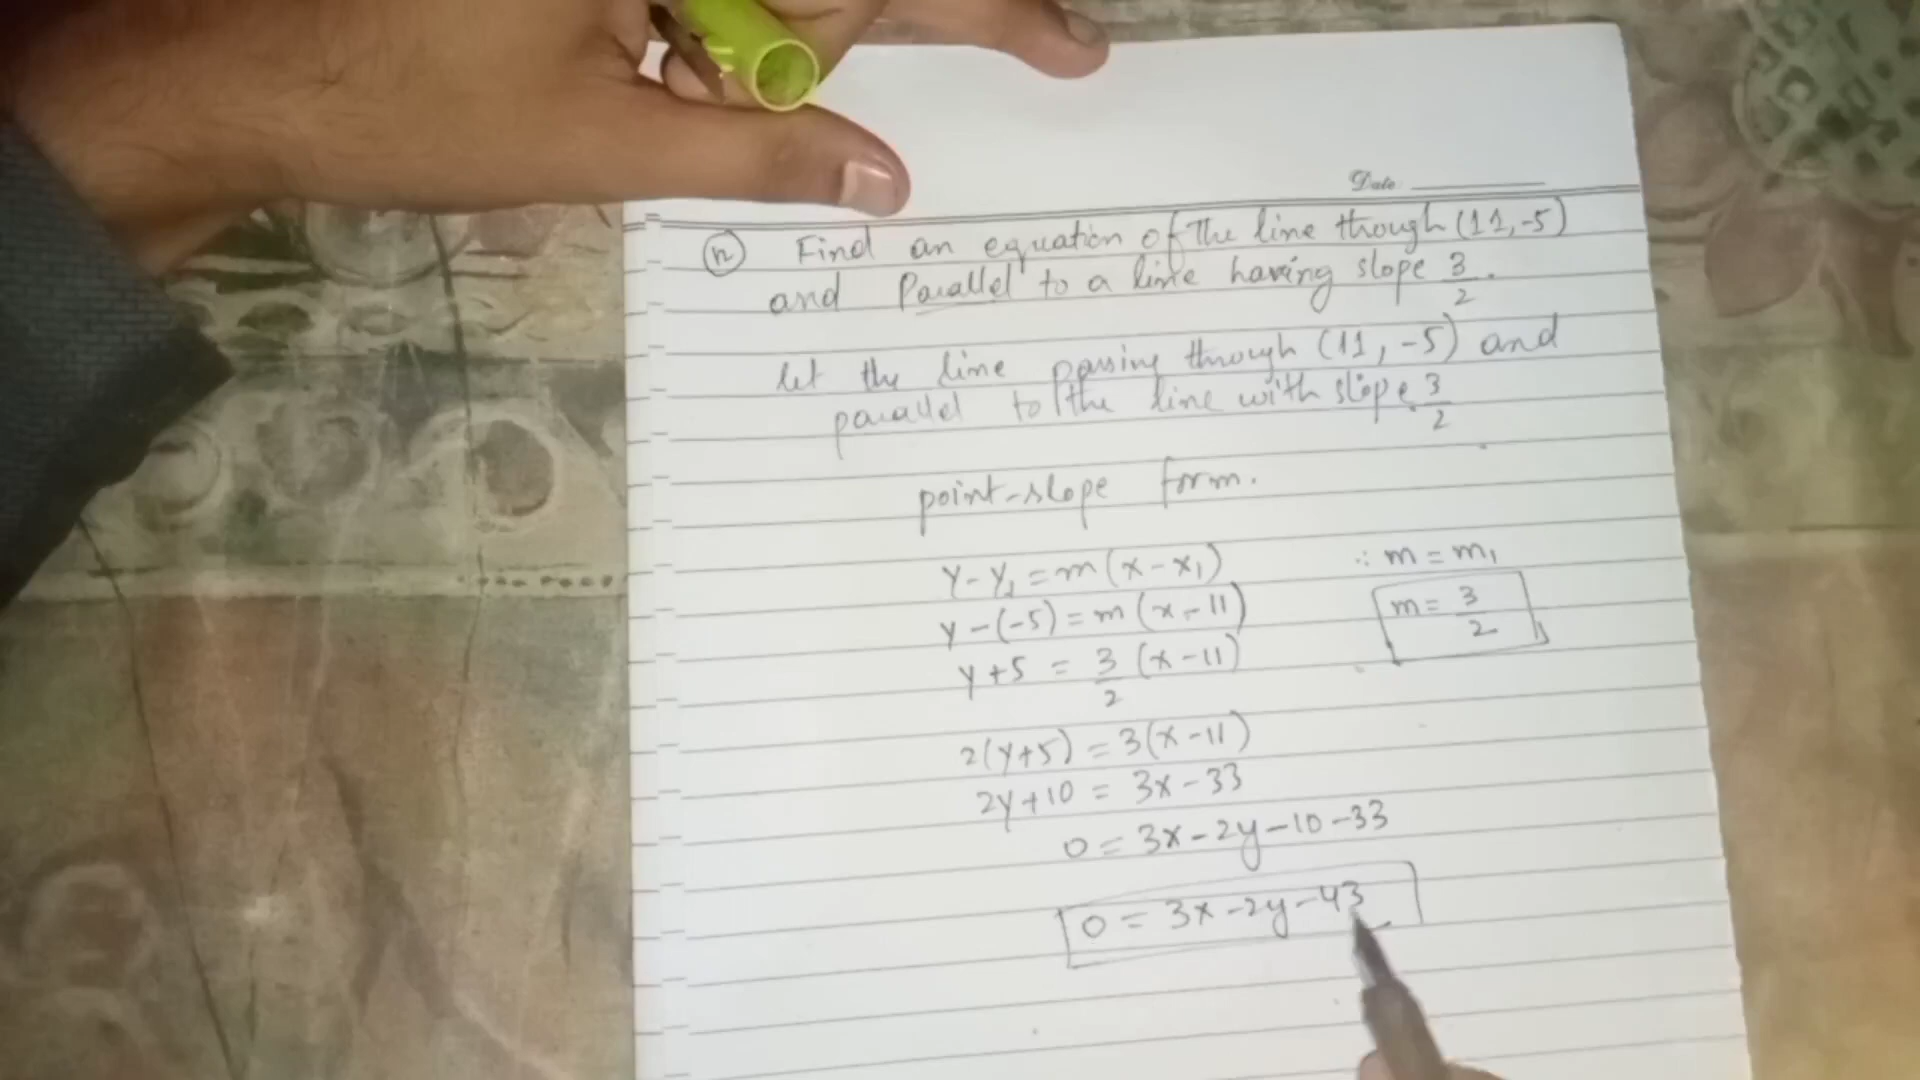 Date
(n) Find an equation of the line though (11,-5)
and Parallel to a line having slope 3/2.
let the line passing through (11, -5) and
parallel to the line with slope 3/2
point-slope form.
y-y₁ = m(x-x₁) ∴ m = m₁
y-(-5) = m(x-11) m = 3/2
y+5 = 3/2 (x-11)
2(y+5) = 3(x-11)
2y+10 = 3x-33
0 = 3x-2y-10-33
0 = 3x-2y-43